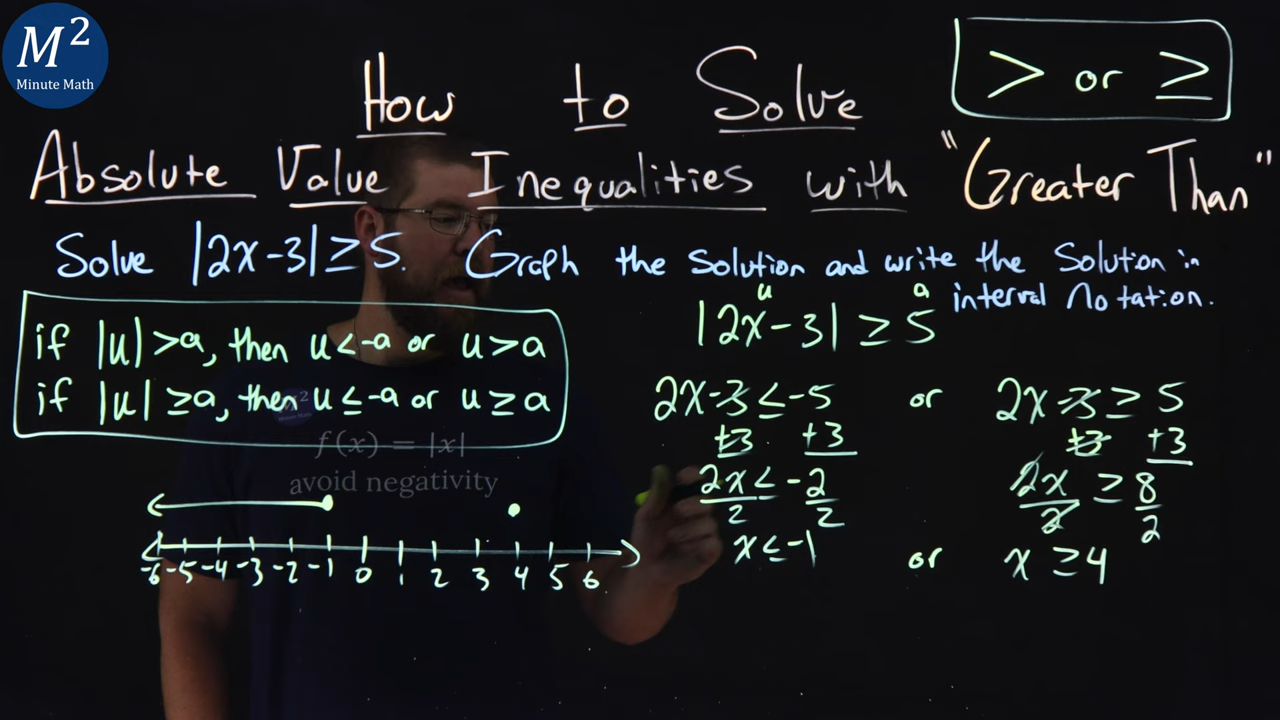 M²
Minute Math
> or ≥
How to Solve
Absolute Value Inequalities with "Greater Than"
Solve |2x-3|≥5. Graph the Solution and write the Solution in
interval Notation.
if |u|>a, then u<-a or u>a
if |u|≥a, then u≤-a or u≥a
f(x) = |x|
avoid negativity
-6 -5 -4 -3 -2 -1 0 1 2 3 4 5 6
u a
|2x-3| ≥ 5
2x-3≤-5 or 2x-3≥5
+3 +3 +3 +3
2x ≤ -2 2x ≥ 8
2 2 2 2
x≤-1 or x≥4